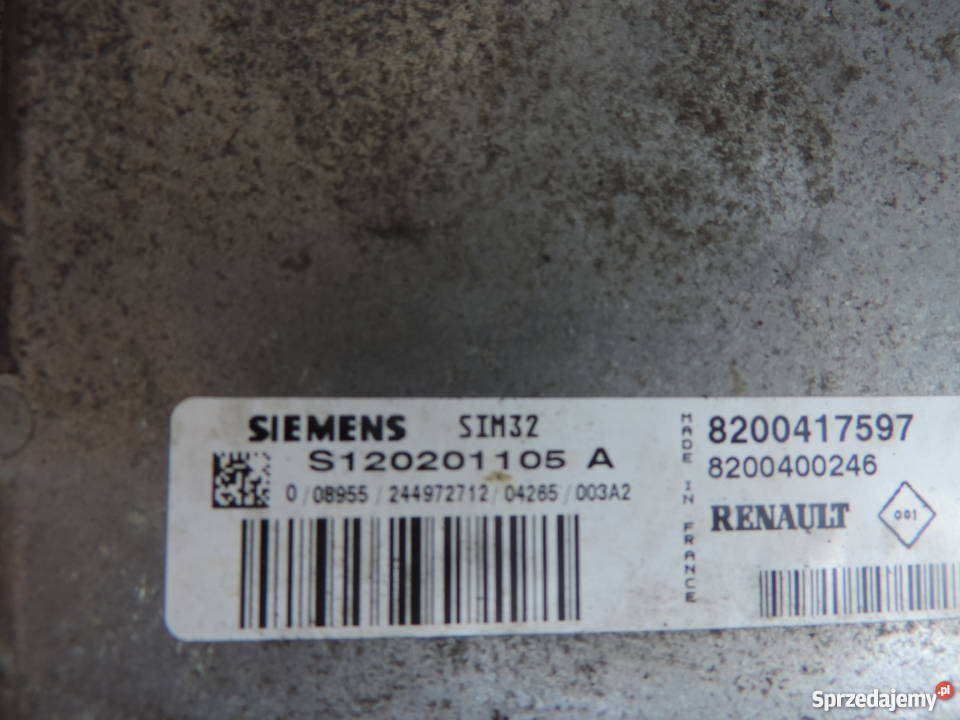 SIEMENS SIM32
S120201105 A
0 / 08955 / 244972712 / 04265 / 003A2
MADE IN FRANCE
8200417597
8200400246
RENAULT 001
Sprzedajemy.pl